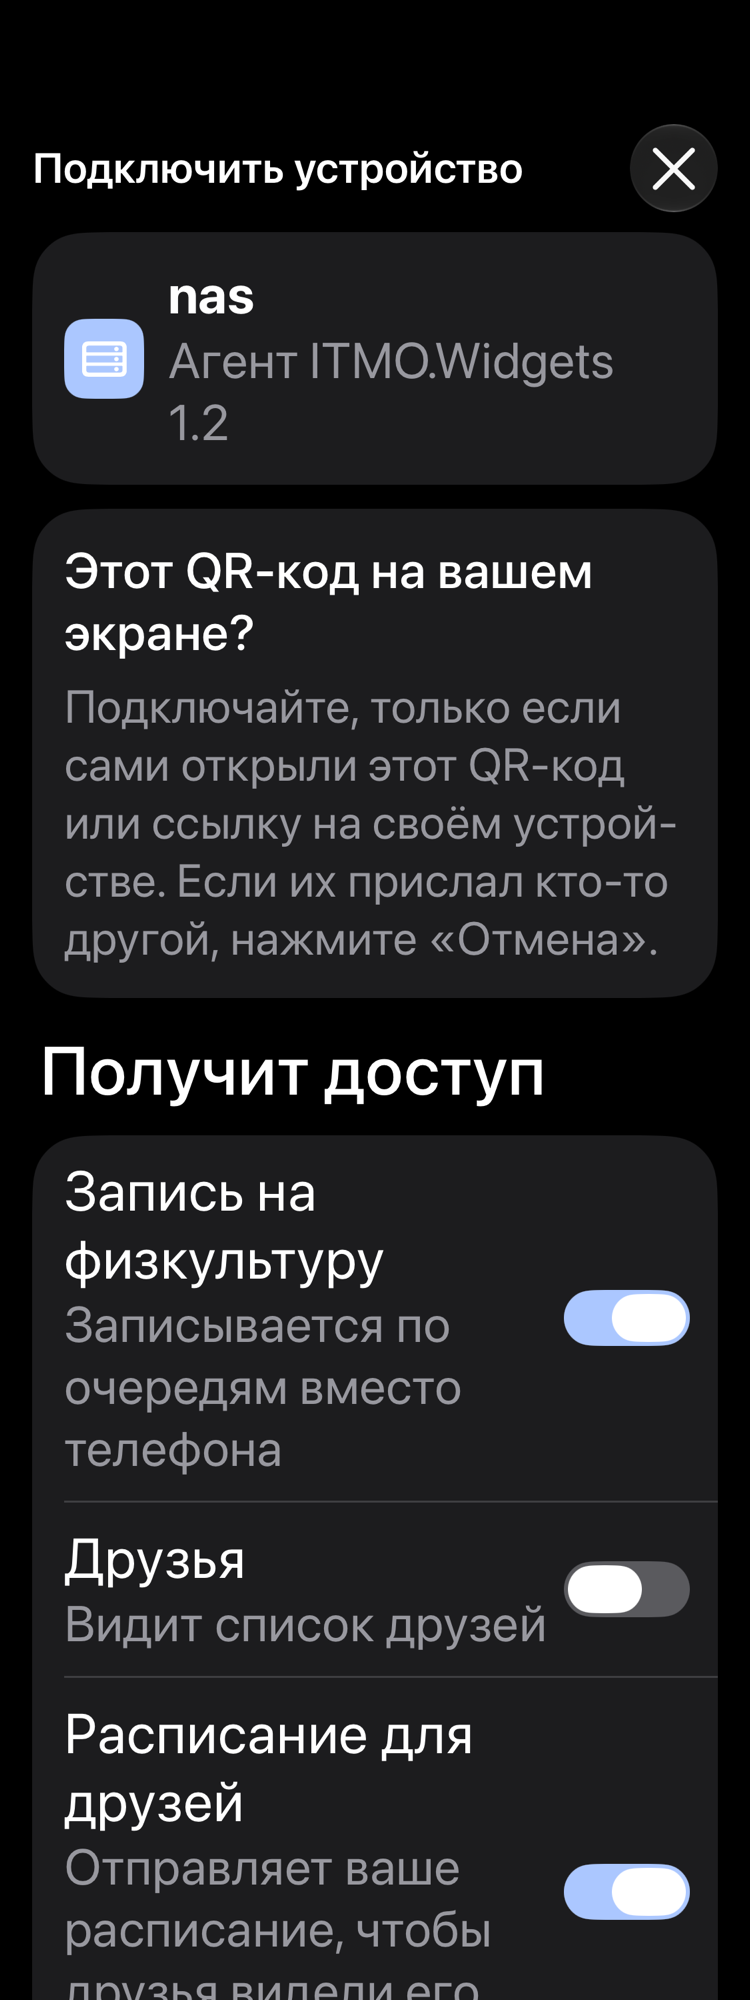 Подключить устройство
nas
Агент ITMO.Widgets
1.2
Этот QR-код на вашем
экране?
Подключайте, только если
сами открыли этот QR-код
или ссылку на своём устрой-
стве. Если их прислал кто-то
другой, нажмите «Отмена».
Получит доступ
Запись на
физкультуру
Записывается по
очередям вместо
телефона
Друзья
Видит список друзей
Расписание для
друзей
Отправляет ваше
расписание, чтобы
друзья видели его